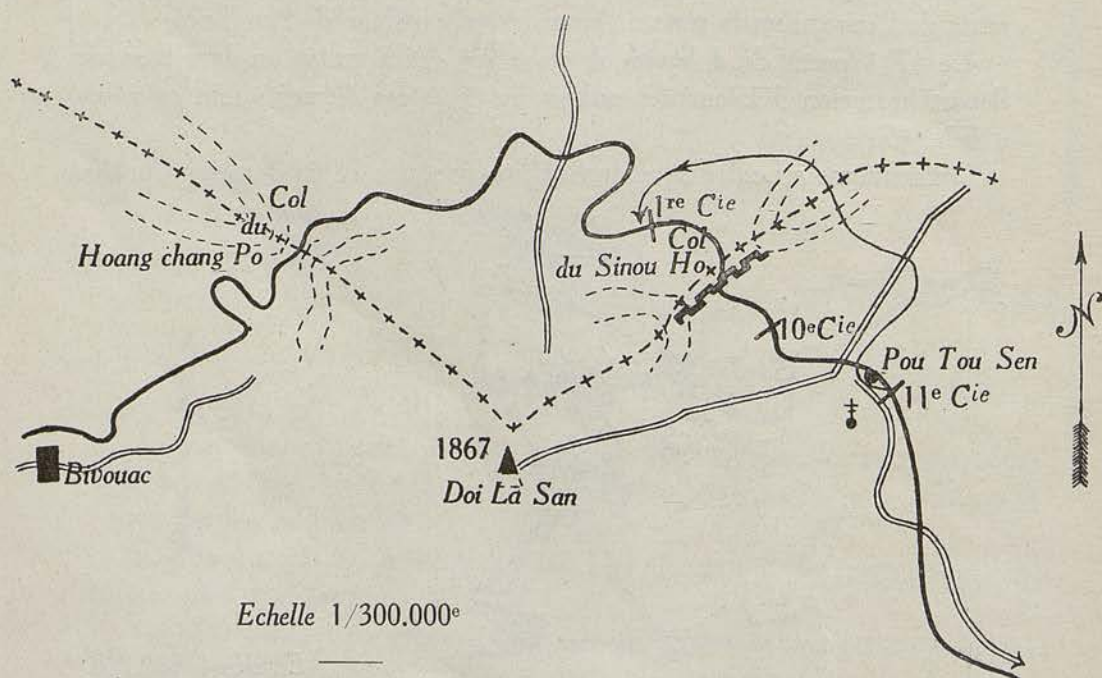 Col
du
Hoang chang Po
1re Cie
Col
du Sinou Ho
10e Cie
Pou Tou Sen
11e Cie
N
1867
Doi La San
Bivouac
Echelle 1/300.000e